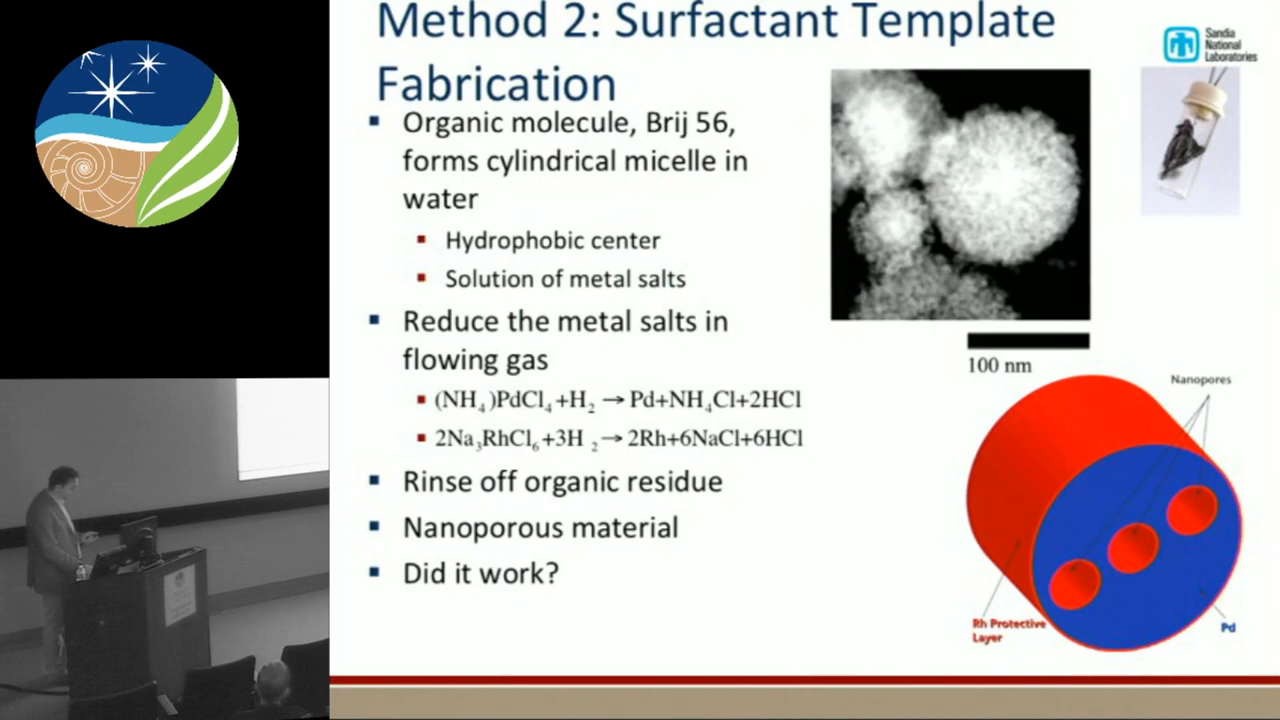 Method 2: Surfactant Template
Fabrication
Sandia
National
Laboratories
Organic molecule, Brij 56,
forms cylindrical micelle in
water
Hydrophobic center
Solution of metal salts
Reduce the metal salts in
flowing gas
(NH₄)PdCl₄+H₂ → Pd+NH₄Cl+2HCl
2Na₃RhCl₆+3H ₂→ 2Rh+6NaCl+6HCl
Rinse off organic residue
Nanoporous material
Did it work?
100 nm
Nanopores
Rh Protective
Layer
Pd